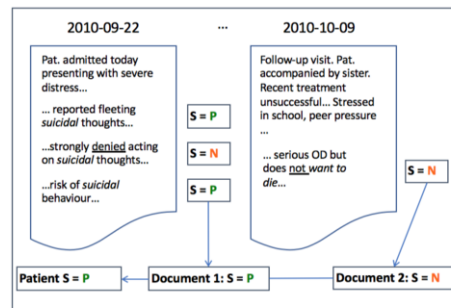 2010-09-22 ... 2010-10-09
Pat. admitted today
presenting with severe
distress...
... reported fleeting
suicidal thoughts...
...strongly denied acting
on suicidal thoughts...
...risk of suicidal
behaviour...
S = P
S = N
S = P
Follow-up visit. Pat.
accompanied by sister.
Recent treatment
unsuccessful... Stressed
in school, peer pressure
...
... serious OD but
does not want to
die...
S = N
Patient S = P
Document 1: S = P
Document 2: S = N